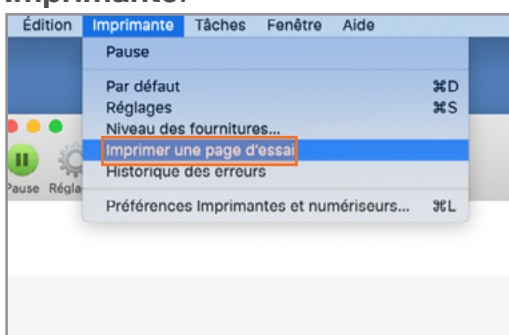 Imprimante.
Édition Imprimante Tâches Fenêtre Aide
Pause
Par défaut ⌘D
Réglages ⌘S
Niveau des fournitures...
Imprimer une page d'essai
Historique des erreurs
Pause Régla
Préférences Imprimantes et numériseurs... ⌘L